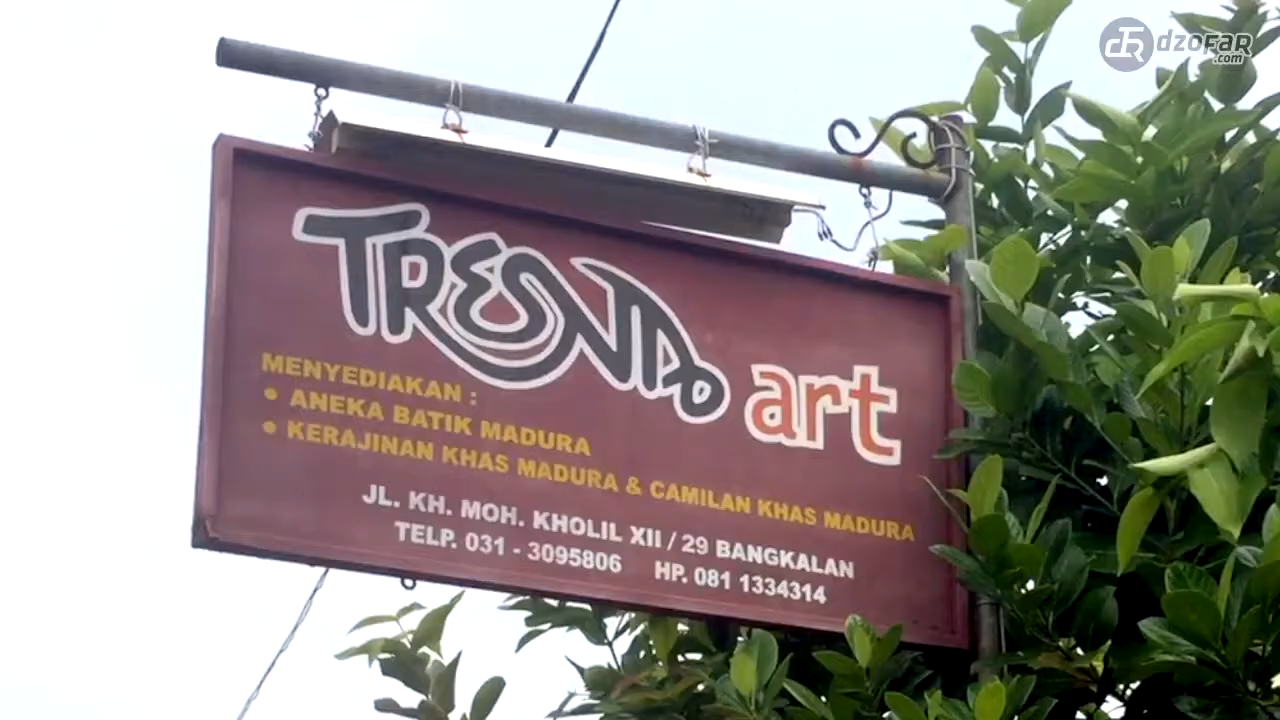 dzofar
.com
TRESNA art
MENYEDIAKAN :
• ANEKA BATIK MADURA
• KERAJINAN KHAS MADURA & CAMILAN KHAS MADURA
JL. KH. MOH. KHOLIL XII / 29 BANGKALAN
TELP. 031 - 3095806 HP. 081 1334314